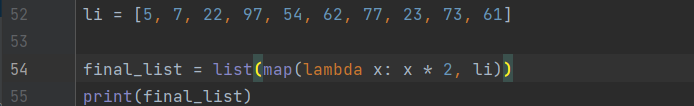 52 li = [5, 7, 22, 97, 54, 62, 77, 23, 73, 61]
53
54 final_list = list(map(lambda x: x * 2, li))
55 print(final_list)